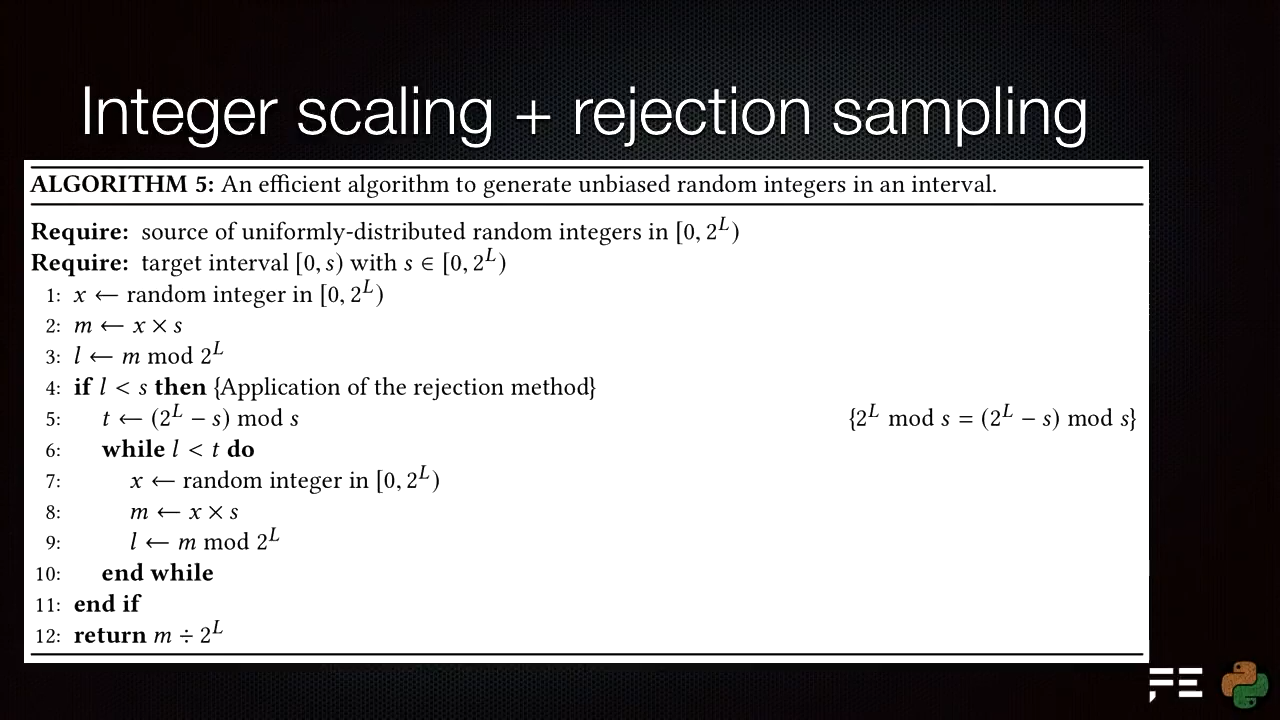 Integer scaling + rejection sampling
ALGORITHM 5: An efficient algorithm to generate unbiased random integers in an interval.
Require: source of uniformly-distributed random integers in [0, 2^L)
Require: target interval [0, s) with s ∈ [0, 2^L)
1: x ← random integer in [0, 2^L)
2: m ← x × s
3: l ← m mod 2^L
4: if l < s then {Application of the rejection method}
5: t ← (2^L − s) mod s {2^L mod s = (2^L − s) mod s}
6: while l < t do
7: x ← random integer in [0, 2^L)
8: m ← x × s
9: l ← m mod 2^L
10: end while
11: end if
12: return m ÷ 2^L
FE